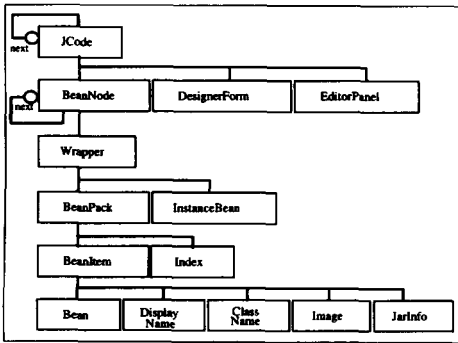 JCode
next
BeanNode
DesignerForm
EditorPanel
next
Wrapper
BeanPack
InstanceBean
BeanItem
Index
Bean
Display
Name
Class
Name
Image
JarInfo